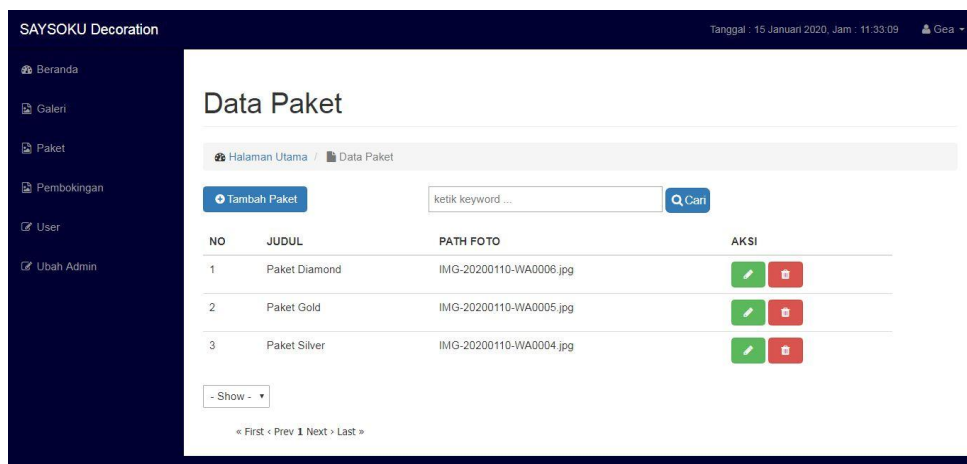 SAYSOKU Decoration
Tanggal : 15 Januari 2020, Jam : 11:33:09
Gea
Beranda
Galeri
Paket
Pembokingan
User
Ubah Admin
Data Paket
Halaman Utama / Data Paket
Tambah Paket
ketik keyword ...
Cari
NO JUDUL PATH FOTO AKSI
1 Paket Diamond IMG-20200110-WA0006.jpg
2 Paket Gold IMG-20200110-WA0005.jpg
3 Paket Silver IMG-20200110-WA0004.jpg
- Show -
« First ‹ Prev 1 Next › Last »